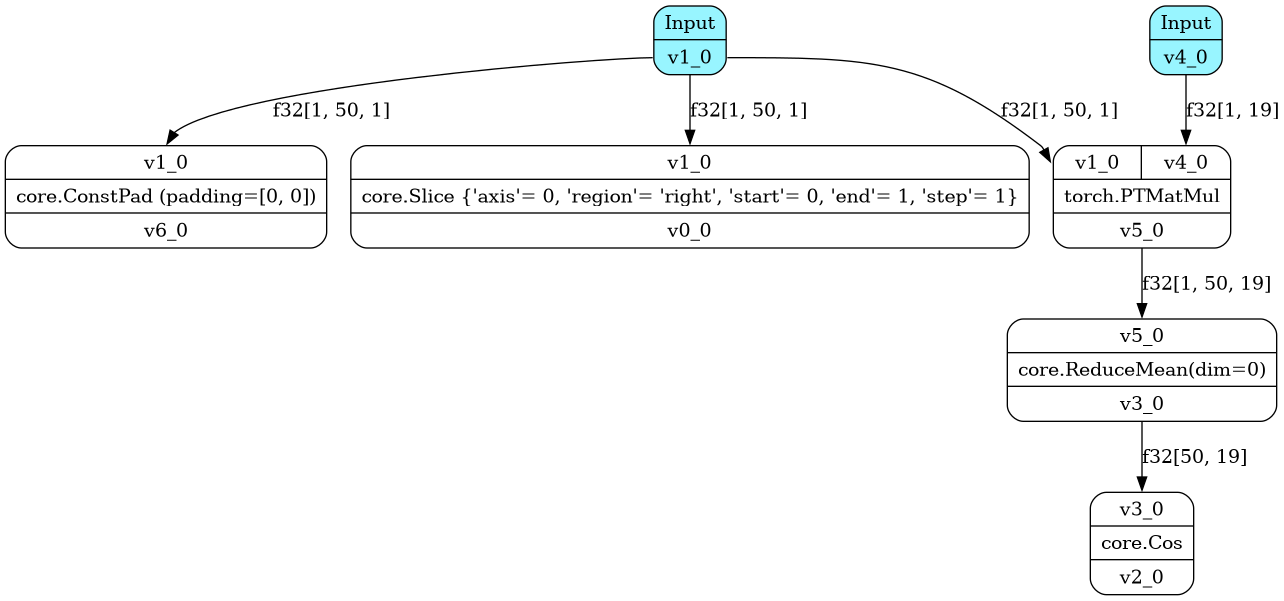 Input
v1_0
Input
v4_0
f32[1, 50, 1]
f32[1, 50, 1]
f32[1, 50, 1]
f32[1, 19]
v1_0
core.ConstPad (padding=[0, 0])
v6_0
v1_0
core.Slice {'axis'= 0, 'region'= 'right', 'start'= 0, 'end'= 1, 'step'= 1}
v0_0
v1_0
v4_0
torch.PTMatMul
v5_0
f32[1, 50, 19]
v5_0
core.ReduceMean(dim=0)
v3_0
f32[50, 19]
v3_0
core.Cos
v2_0